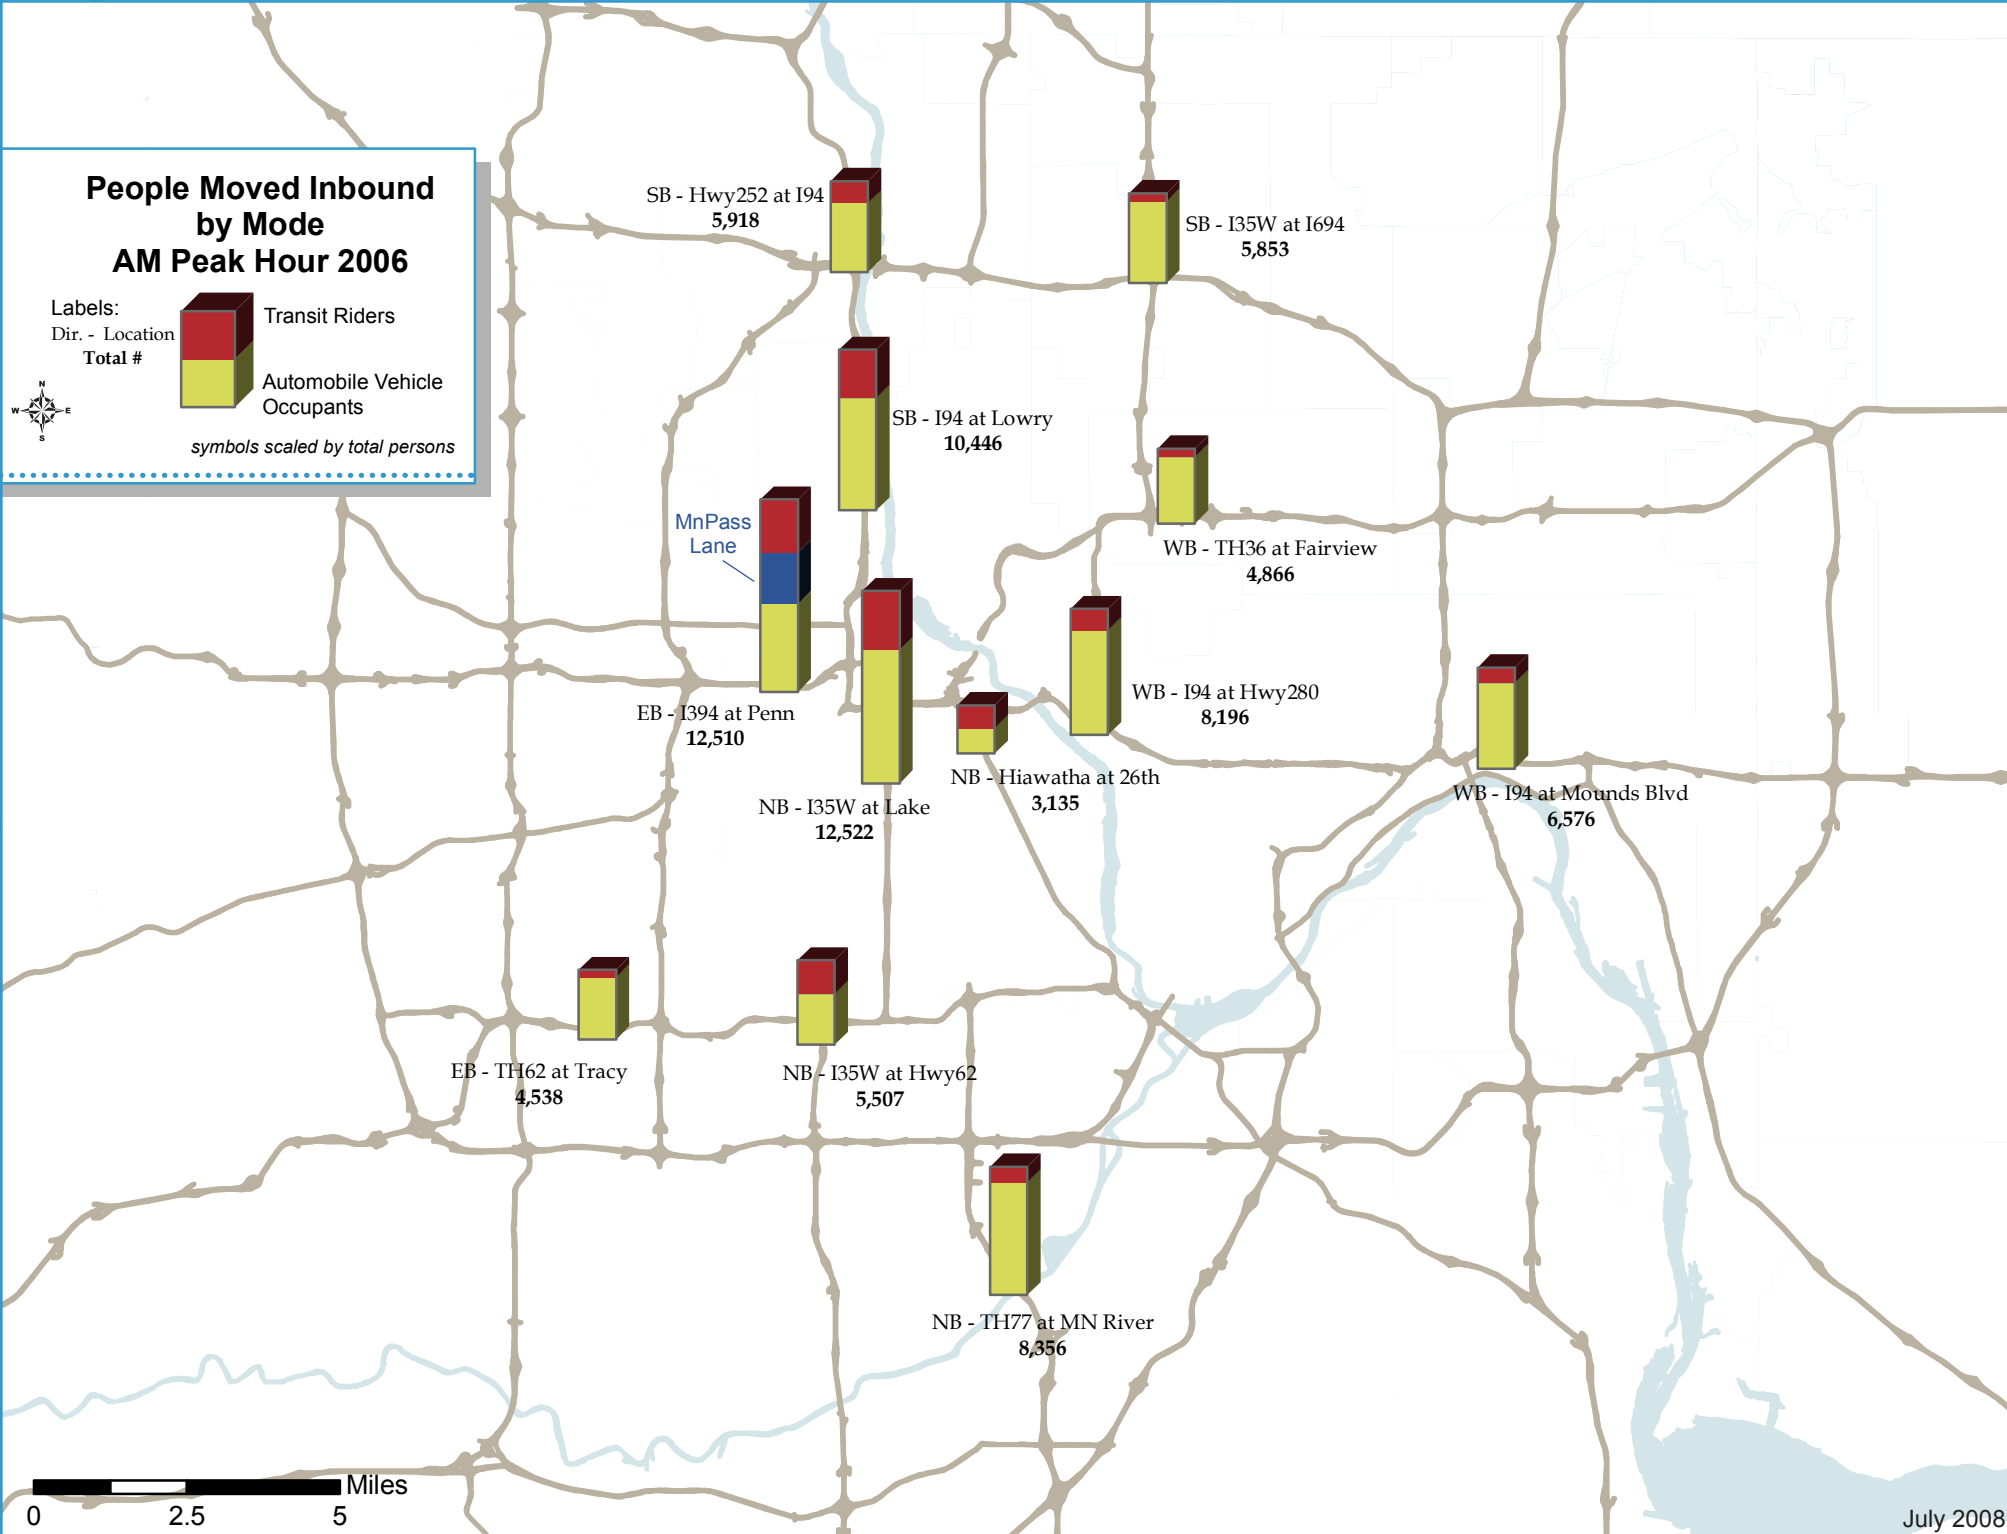 People Moved Inbound
by Mode
AM Peak Hour 2006
Labels:
Dir. - Location
Total #
Transit Riders
Automobile Vehicle
Occupants
N
W E
S
symbols scaled by total persons
SB - Hwy252 at I94
5,918
SB - I35W at I694
5,853
SB - I94 at Lowry
10,446
MnPass
Lane
WB - TH36 at Fairview
4,866
EB - I394 at Penn
12,510
WB - I94 at Hwy280
8,196
NB - Hiawatha at 26th
3,135
NB - I35W at Lake
12,522
WB - I94 at Mounds Blvd
6,576
EB - TH62 at Tracy
4,538
NB - I35W at Hwy62
5,507
NB - TH77 at MN River
8,356
Miles
0 2.5 5
July 2008